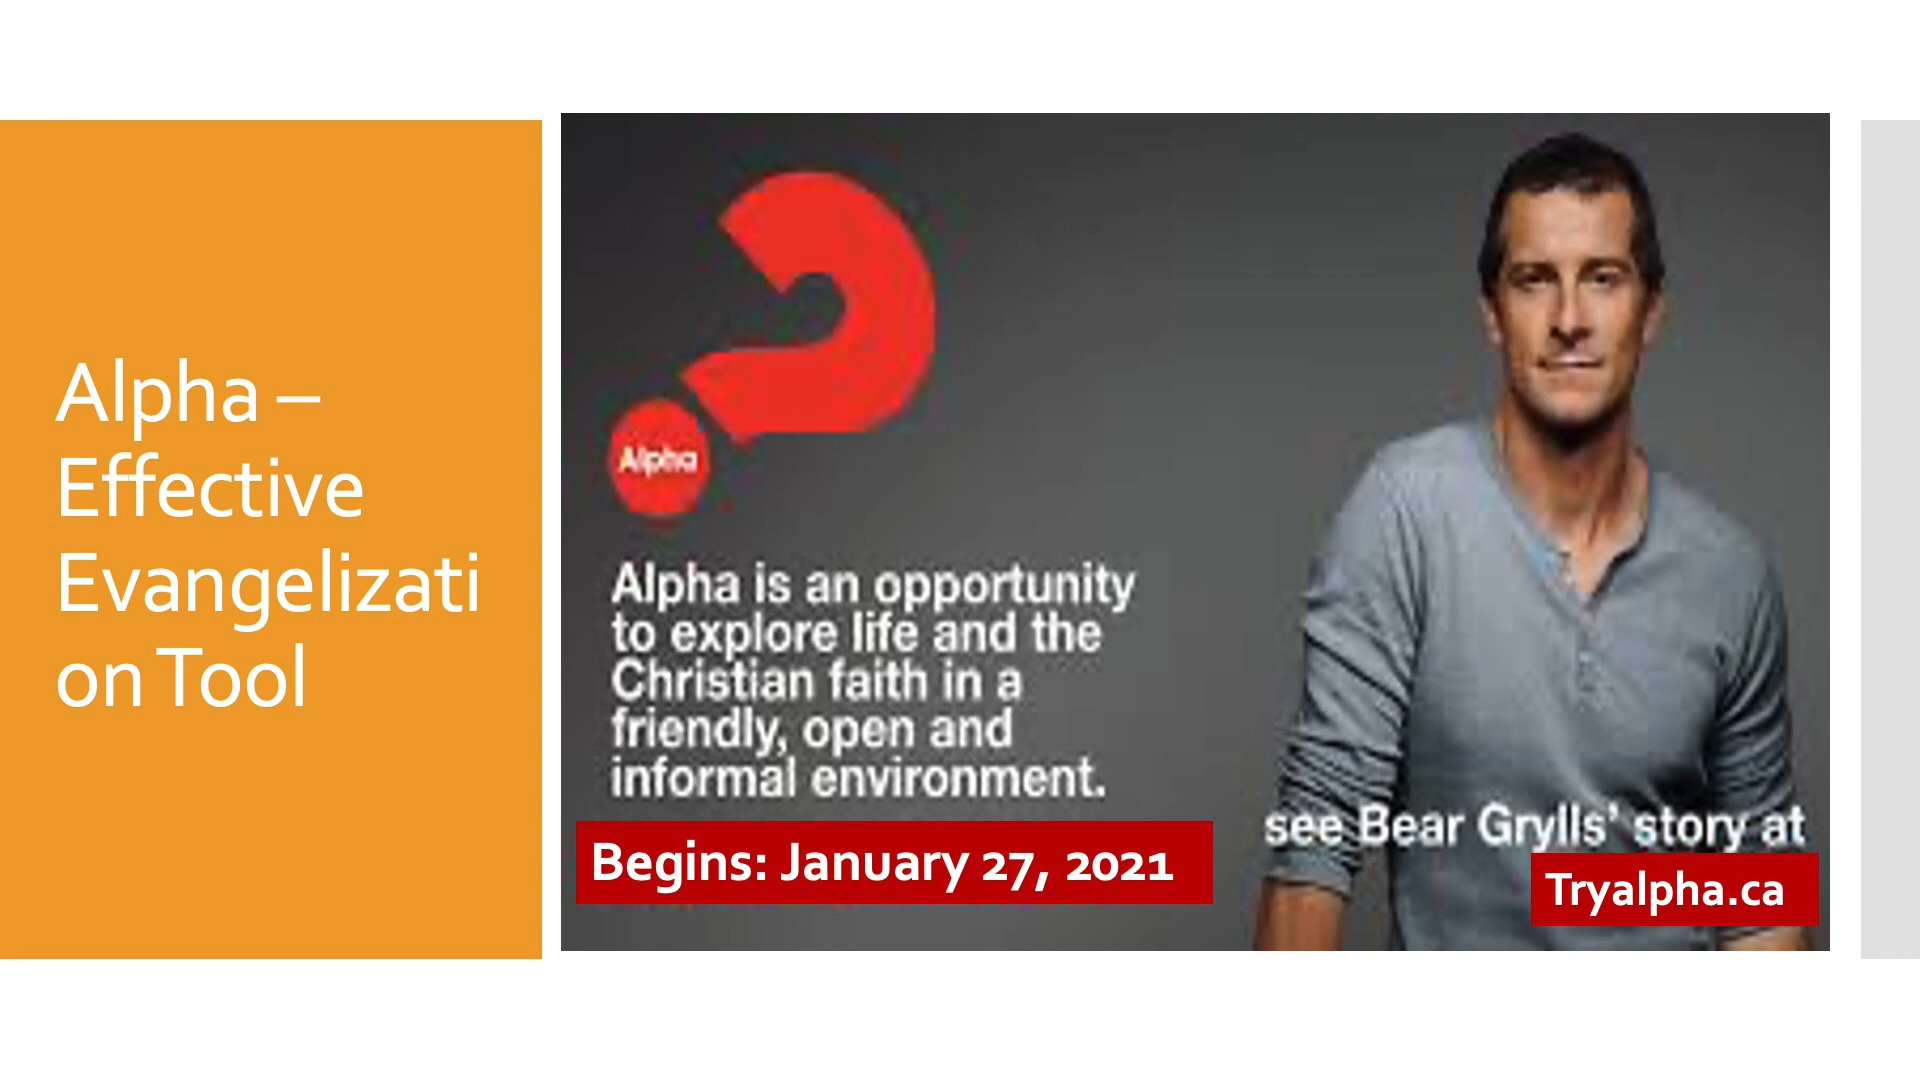 Alpha –
Effective
Evangelizati
on Tool
Alpha
Alpha is an opportunity
to explore life and the
Christian faith in a
friendly, open and
informal environment.
Begins: January 27, 2021
see Bear Grylls' story at
Tryalpha.ca